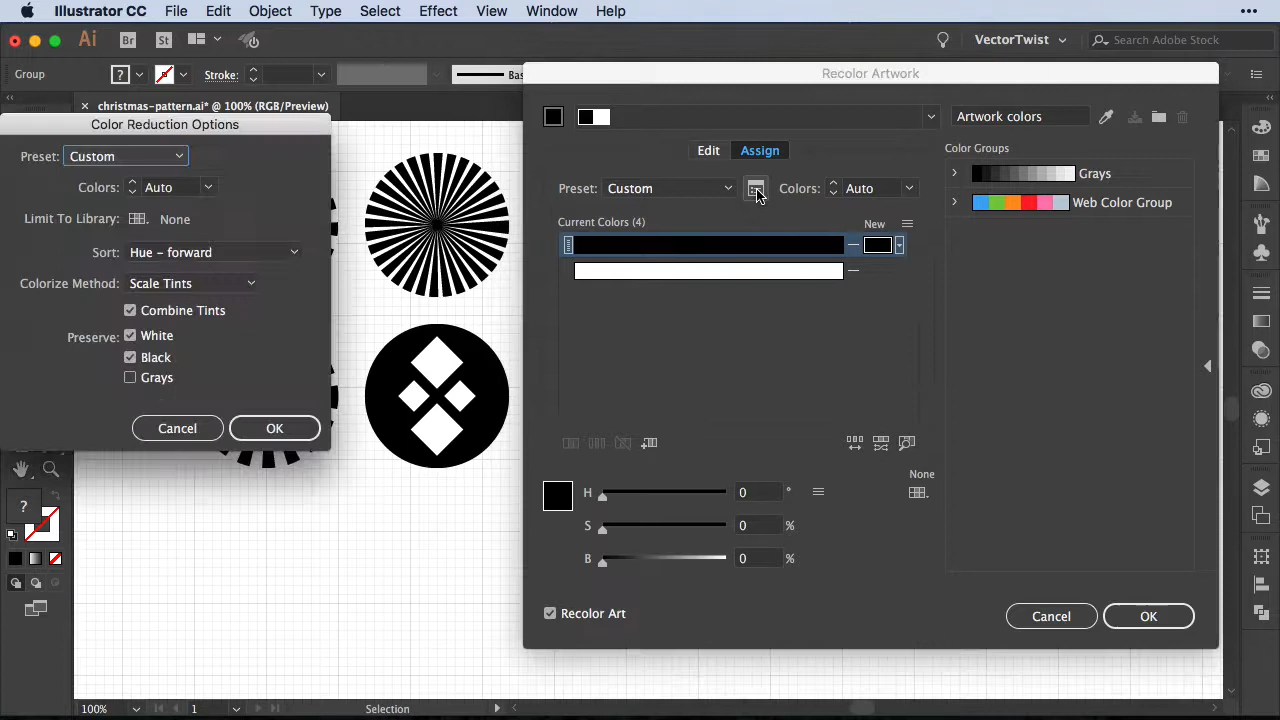 Illustrator CC File Edit Object Type Select Effect View Window Help
Ai Br St VectorTwist Search Adobe Stock
Group ? Stroke: Bas
× christmas-pattern.ai* @ 100% (RGB/Preview)
Color Reduction Options
Preset: Custom
Colors: Auto
Limit To Library: None
Sort: Hue – forward
Colorize Method: Scale Tints
Combine Tints
Preserve: White
Black
Grays
Cancel OK
?
Recolor Artwork
Artwork colors
Edit Assign
Color Groups
Preset: Custom Colors: Auto
Grays
Web Color Group
Current Colors (4) New
None
H 0 °
S 0 %
B 0 %
Recolor Art
Cancel OK
100% 1 Selection